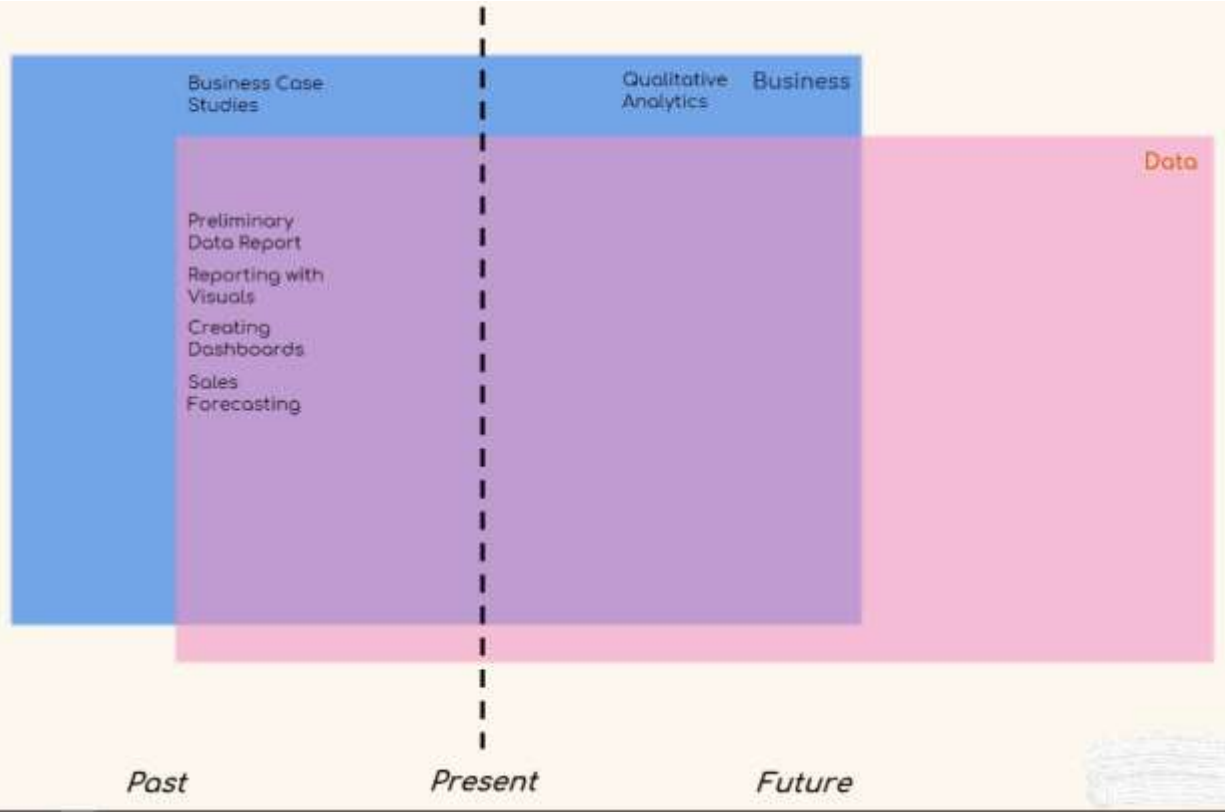 Business Case
Studies
Qualitative
Analytics
Business
Data
Preliminary
Data Report
Reporting with
Visuals
Creating
Dashboards
Sales
Forecasting
Past
Present
Future